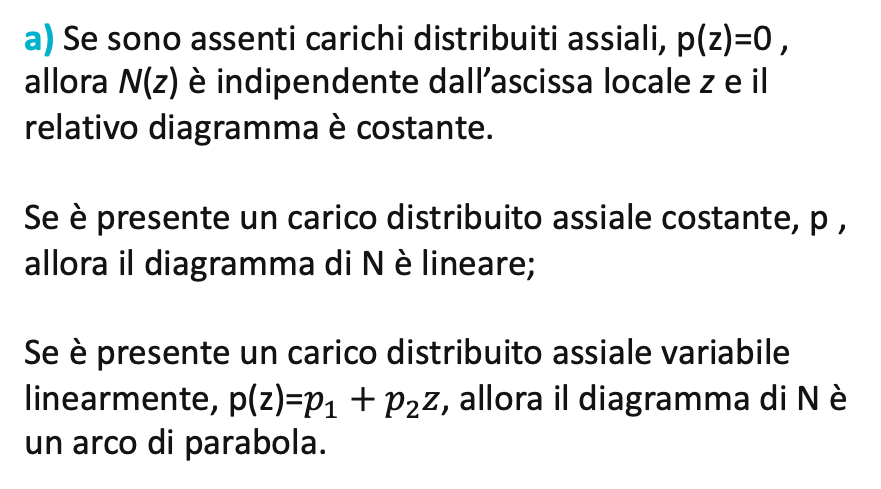 a) Se sono assenti carichi distribuiti assiali, p(z)=0 ,
allora N(z) è indipendente dall’ascissa locale z e il
relativo diagramma è costante.
Se è presente un carico distribuito assiale costante, p ,
allora il diagramma di N è lineare;
Se è presente un carico distribuito assiale variabile
linearmente, p(z)=𝑝₁ + 𝑝₂𝑧, allora il diagramma di N è
un arco di parabola.